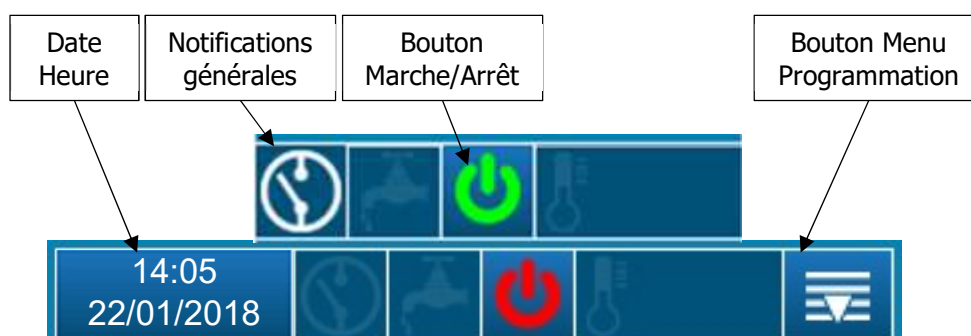 Date
Heure
Notifications
générales
Bouton
Marche/Arrêt
Bouton Menu
Programmation
14:05
22/01/2018